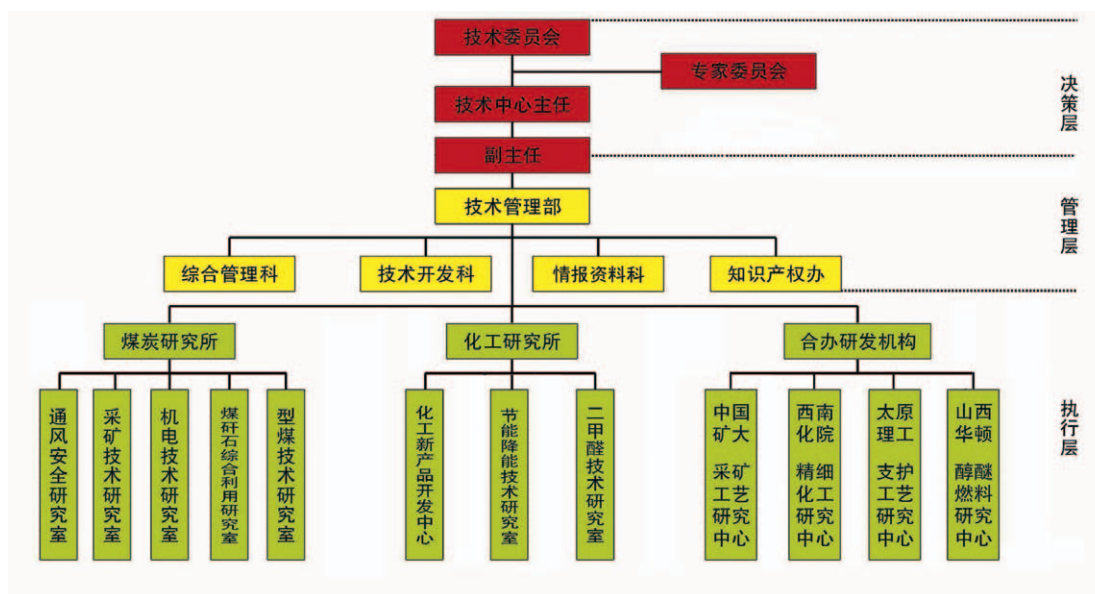 技术委员会
专家委员会
技术中心主任
副主任
决策层
技术管理部
管理层
综合管理科
技术开发科
情报资料科
知识产权办
煤炭研究所
化工研究所
合办研发机构
执行层
通风安全研究室
采矿技术研究室
机电技术研究室
煤矸石综合利用研究室
型煤技术研究室
化工新产品开发中心
节能降能技术研究室
二甲醛技术研究室
中国
矿大
采矿
工艺
研究
中心
西南
化院
精细
化工
研究
中心
太原
理工
支护
工艺
研究
中心
山西
华顿
醇醚
燃料
研究
中心